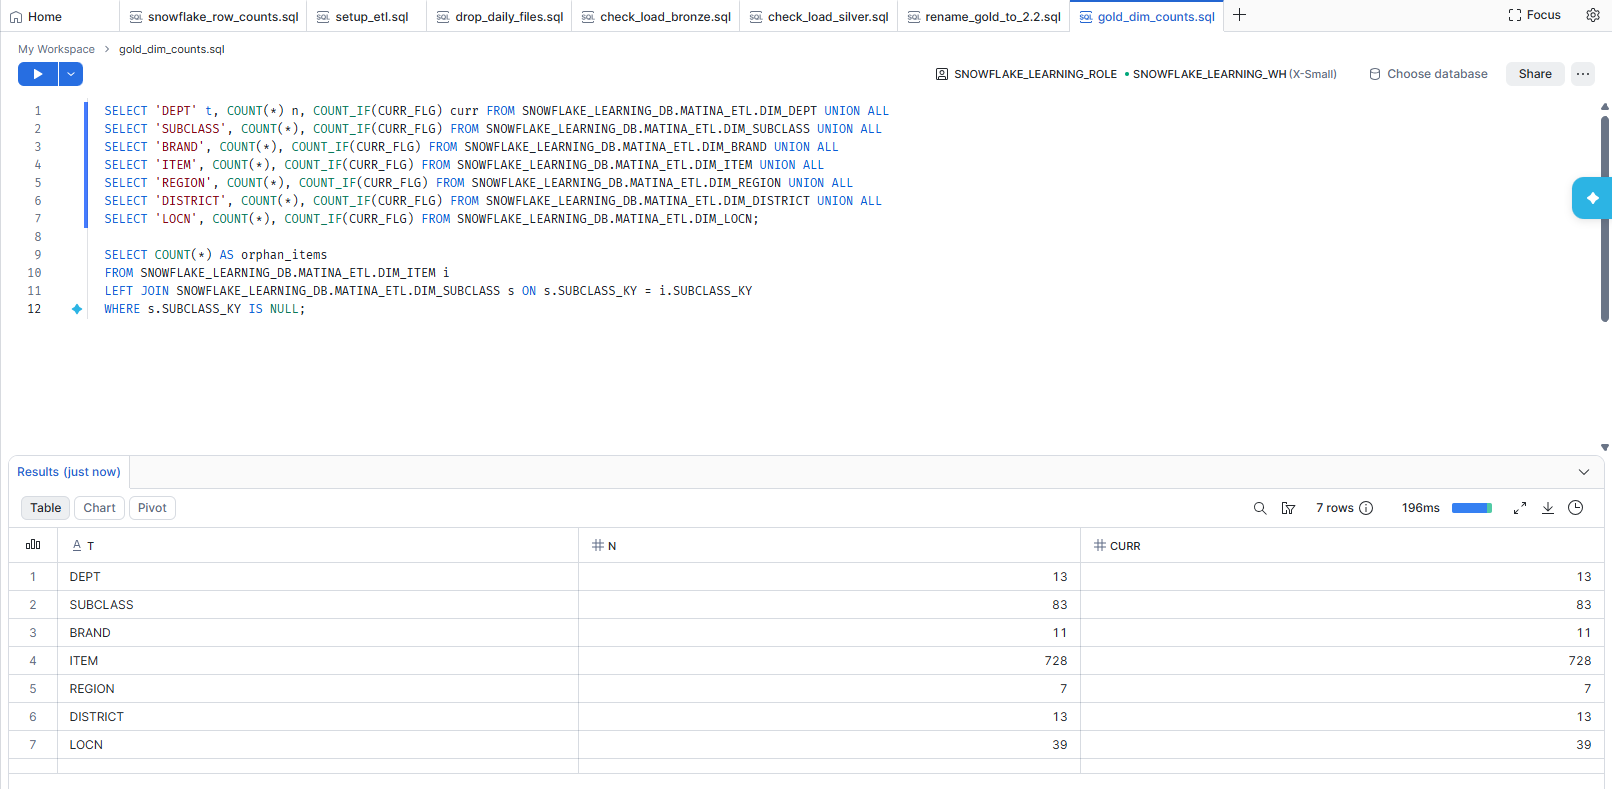 Home snowflake_row_counts.sql setup_etl.sql drop_daily_files.sql check_load_bronze.sql check_load_silver.sql rename_gold_to_2.2.sql gold_dim_counts.sql Focus
My Workspace > gold_dim_counts.sql
SNOWFLAKE_LEARNING_ROLE • SNOWFLAKE_LEARNING_WH (X-Small) Choose database Share ...
1 SELECT 'DEPT' t, COUNT(*) n, COUNT_IF(CURR_FLG) curr FROM SNOWFLAKE_LEARNING_DB.MATINA_ETL.DIM_DEPT UNION ALL
2 SELECT 'SUBCLASS', COUNT(*), COUNT_IF(CURR_FLG) FROM SNOWFLAKE_LEARNING_DB.MATINA_ETL.DIM_SUBCLASS UNION ALL
3 SELECT 'BRAND', COUNT(*), COUNT_IF(CURR_FLG) FROM SNOWFLAKE_LEARNING_DB.MATINA_ETL.DIM_BRAND UNION ALL
4 SELECT 'ITEM', COUNT(*), COUNT_IF(CURR_FLG) FROM SNOWFLAKE_LEARNING_DB.MATINA_ETL.DIM_ITEM UNION ALL
5 SELECT 'REGION', COUNT(*), COUNT_IF(CURR_FLG) FROM SNOWFLAKE_LEARNING_DB.MATINA_ETL.DIM_REGION UNION ALL
6 SELECT 'DISTRICT', COUNT(*), COUNT_IF(CURR_FLG) FROM SNOWFLAKE_LEARNING_DB.MATINA_ETL.DIM_DISTRICT UNION ALL
7 SELECT 'LOCN', COUNT(*), COUNT_IF(CURR_FLG) FROM SNOWFLAKE_LEARNING_DB.MATINA_ETL.DIM_LOCN;
8
9 SELECT COUNT(*) AS orphan_items
10 FROM SNOWFLAKE_LEARNING_DB.MATINA_ETL.DIM_ITEM i
11 LEFT JOIN SNOWFLAKE_LEARNING_DB.MATINA_ETL.DIM_SUBCLASS s ON s.SUBCLASS_KY = i.SUBCLASS_KY
12 WHERE s.SUBCLASS_KY IS NULL;
Results (just now)
Table Chart Pivot 7 rows 196ms
A T # N # CURR
1 DEPT 13 13
2 SUBCLASS 83 83
3 BRAND 11 11
4 ITEM 728 728
5 REGION 7 7
6 DISTRICT 13 13
7 LOCN 39 39